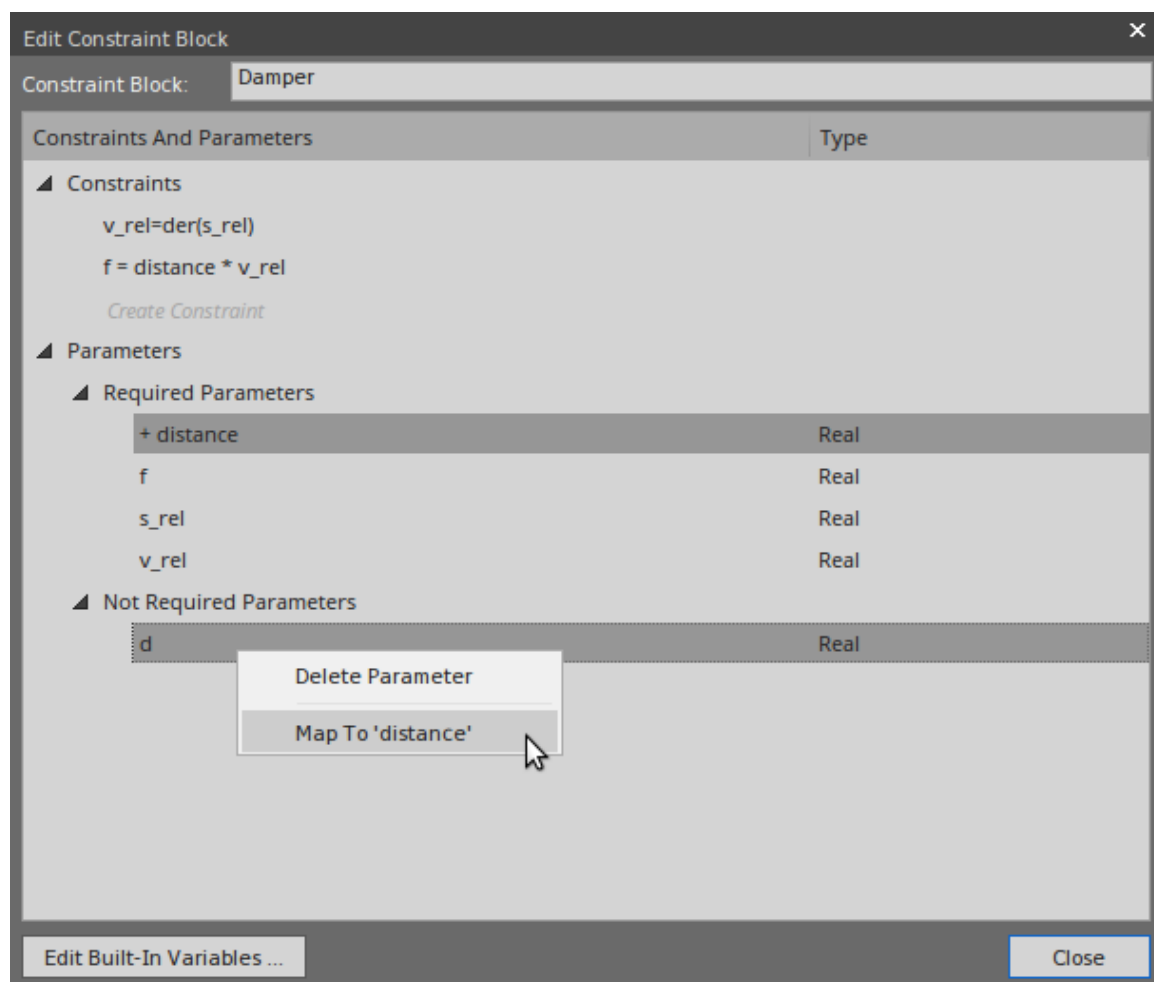 Edit Constraint Block
Constraint Block: Damper
Constraints And Parameters Type
Constraints
v_rel=der(s_rel)
f = distance * v_rel
Create Constraint
Parameters
Required Parameters
+ distance Real
f Real
s_rel Real
v_rel Real
Not Required Parameters
d Real
Delete Parameter
Map To 'distance'
Edit Built-In Variables ... Close